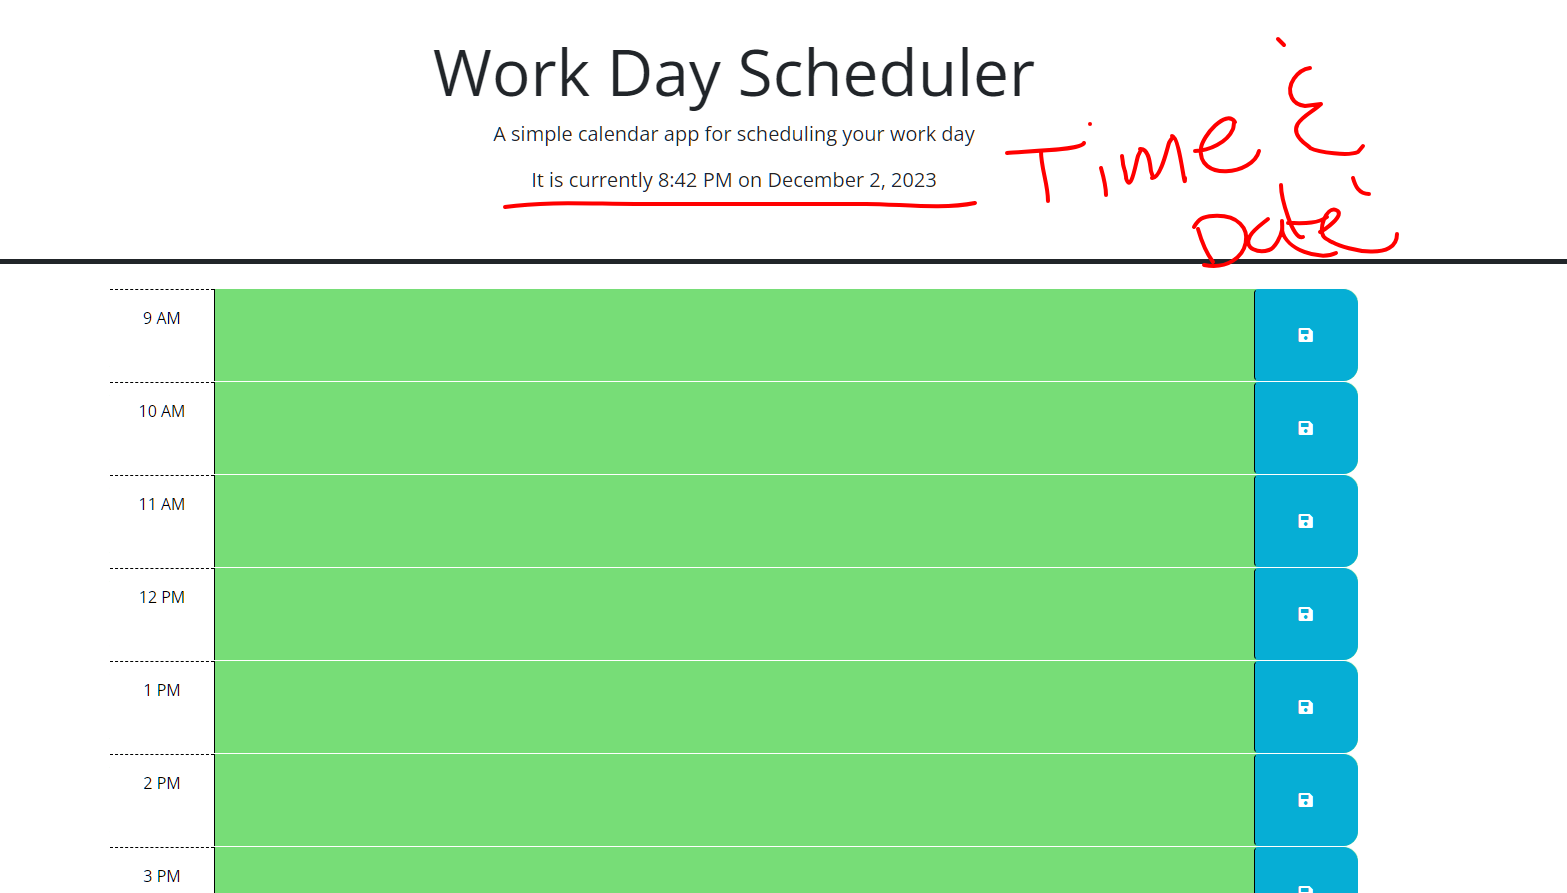 Work Day Scheduler
A simple calendar app for scheduling your work day
It is currently 8:42 PM on December 2, 2023
Time &
Date
9 AM
10 AM
11 AM
12 PM
1 PM
2 PM
3 PM